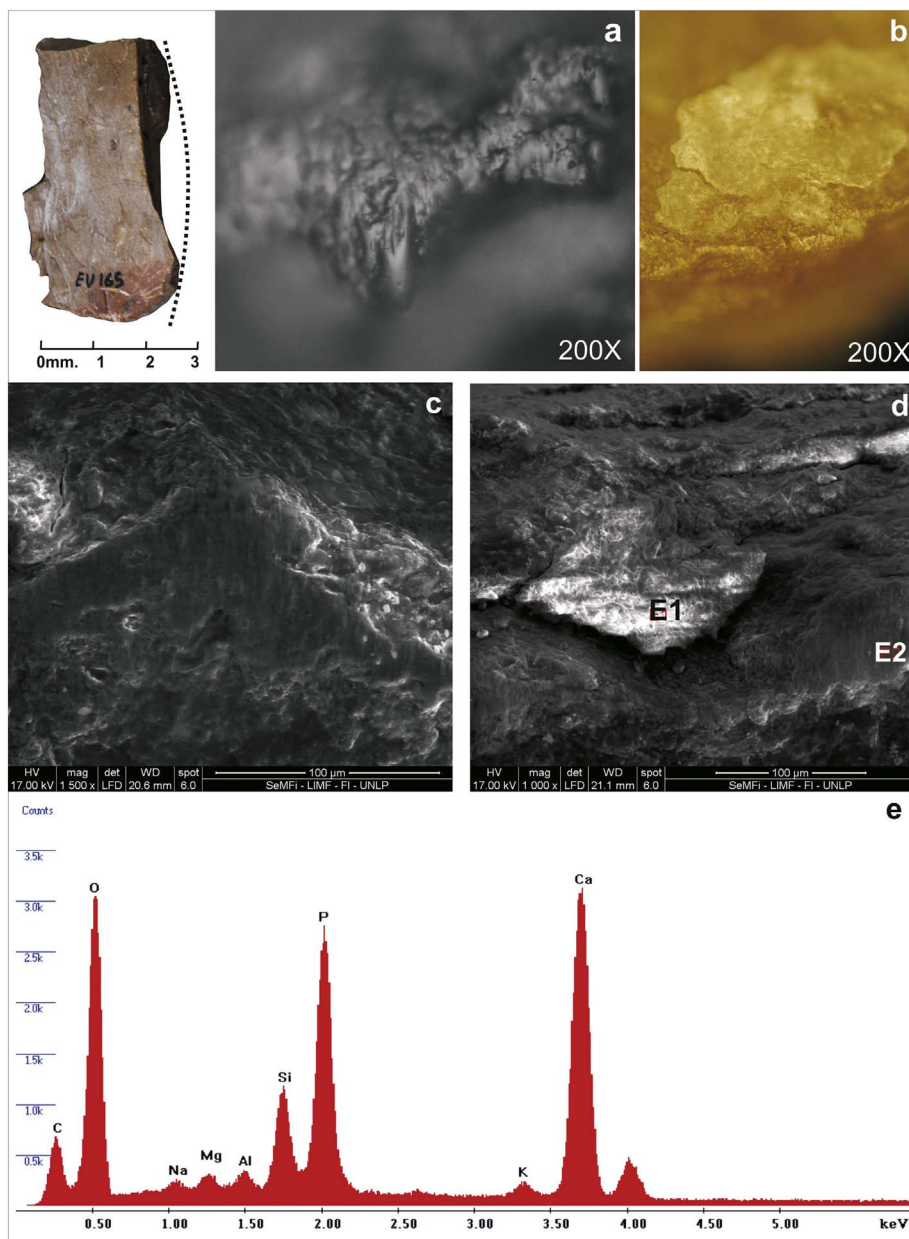 a
b
EV165
0mm. 1 2 3
200X
200X
c
d
E1
E2
HV mag det WD spot 100 µm
17.00 kV 1 500 x LFD 20.6 mm 6.0 SeMFi - LIMF - FI - UNLP
HV mag det WD spot 100 µm
17.00 kV 1 000 x LFD 21.1 mm 6.0 SeMFi - LIMF - FI - UNLP
Counts
e
3.5k
3.0k
2.5k
2.0k
1.5k
1.0k
0.5k
C
O
Na
Mg
Al
Si
P
K
Ca
0.50 1.00 1.50 2.00 2.50 3.00 3.50 4.00 4.50 5.00 keV